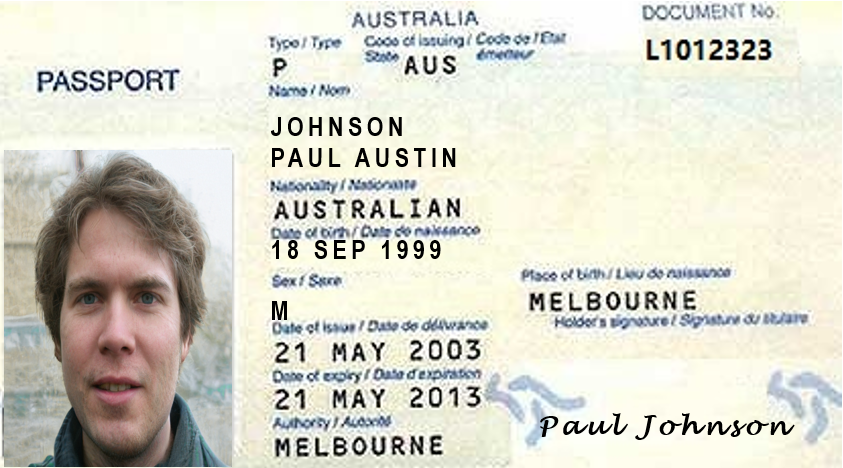 AUSTRALIA
DOCUMENT No.
Type / Type Code of issuing / Code de l'Etat
State émetteur
L1012323
P AUS
PASSPORT
Name / Nom
JOHNSON
PAUL AUSTIN
Nationality / Nationalité
AUSTRALIAN
Date of birth / Date de naissance
18 SEP 1999
Sex / Sexe
Place of birth / Lieu de naissance
M
MELBOURNE
Date of issue / Date de délivrance
Holder's signature / Signature du titulaire
21 MAY 2003
Date of expiry / Date d'expiration
21 MAY 2013
Authority / Autorité
Paul Johnson
MELBOURNE